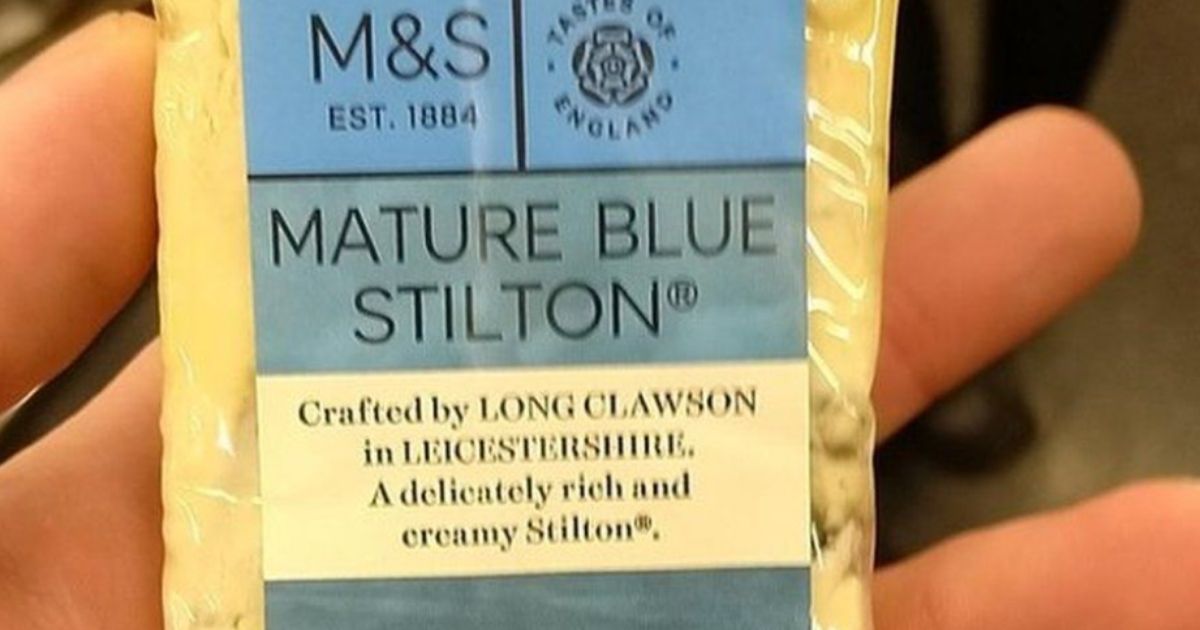 M&S
EST. 1884
TASTES OF
ENGLAND
MATURE BLUE
STILTON®
Crafted by LONG CLAWSON
in LEICESTERSHIRE.
A delicately rich and
creamy Stilton®.